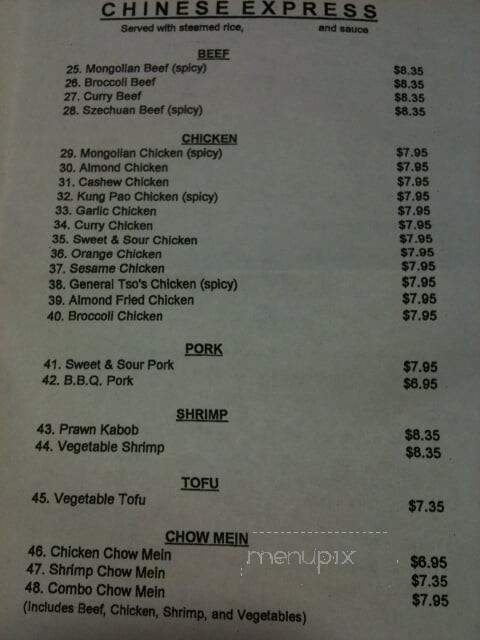 CHINESE EXPRESS
Served with steamed rice, and sauce
BEEF
25. Mongolian Beef (spicy) $8.35
26. Broccoli Beef $8.35
27. Curry Beef $8.35
28. Szechuan Beef (spicy) $8.35
CHICKEN
29. Mongolian Chicken (spicy) $7.95
30. Almond Chicken $7.95
31. Cashew Chicken $7.95
32. Kung Pao Chicken (spicy) $7.95
33. Garlic Chicken $7.95
34. Curry Chicken $7.95
35. Sweet & Sour Chicken $7.95
36. Orange Chicken $7.95
37. Sesame Chicken $7.95
38. General Tso's Chicken (spicy) $7.95
39. Almond Fried Chicken $7.95
40. Broccoli Chicken $7.95
PORK
41. Sweet & Sour Pork $7.95
42. B.B.Q. Pork $6.95
SHRIMP
43. Prawn Kabob $8.35
44. Vegetable Shrimp $8.35
TOFU
45. Vegetable Tofu $7.35
CHOW MEIN
46. Chicken Chow Mein $6.95
47. Shrimp Chow Mein $7.35
48. Combo Chow Mein $7.95
(Includes Beef, Chicken, Shrimp, and Vegetables)
menupix